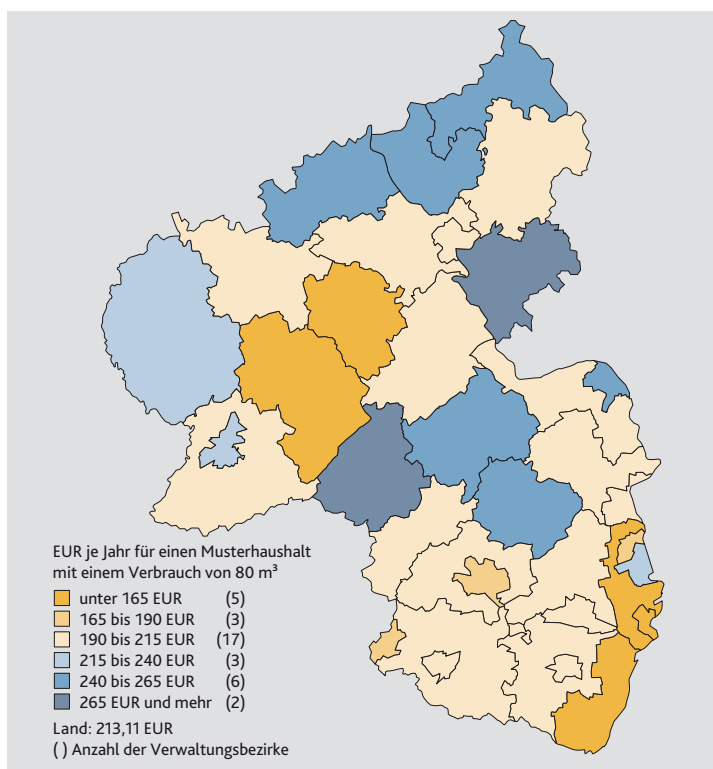 EUR je Jahr für einen Musterhaushalt
mit einem Verbrauch von 80 m³
unter 165 EUR (5)
165 bis 190 EUR (3)
190 bis 215 EUR (17)
215 bis 240 EUR (3)
240 bis 265 EUR (6)
265 EUR und mehr (2)
Land: 213,11 EUR
( ) Anzahl der Verwaltungsbezirke